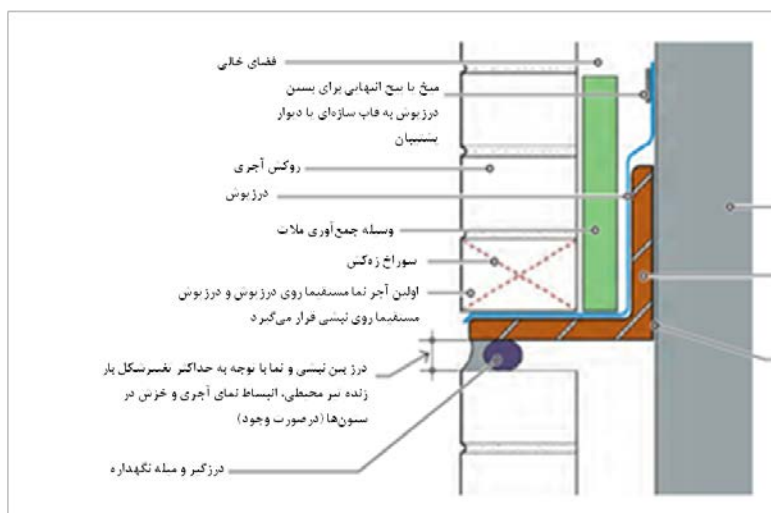 فضای خالی
میخ یا پیچ انتهایی برای بستن
درزپوش به قاب سازه‌ای یا دیوار
پشتیبان
روکش آجری
درزپوش
وسیله جمع‌آوری ملات
سوراخ زه‌کش
اولین آجر نما مستقیما روی درزپوش و درزپوش
مستقیما روی نبشی قرار می‌گیرد
درز بین نبشی و نما با توجه به حداکثر تغییرشکل بار
زنده تیر محیطی، انبساط نمای آجری و خزش در
ستون‌ها (درصورت وجود)
درزگیر و میله نگهدارنده